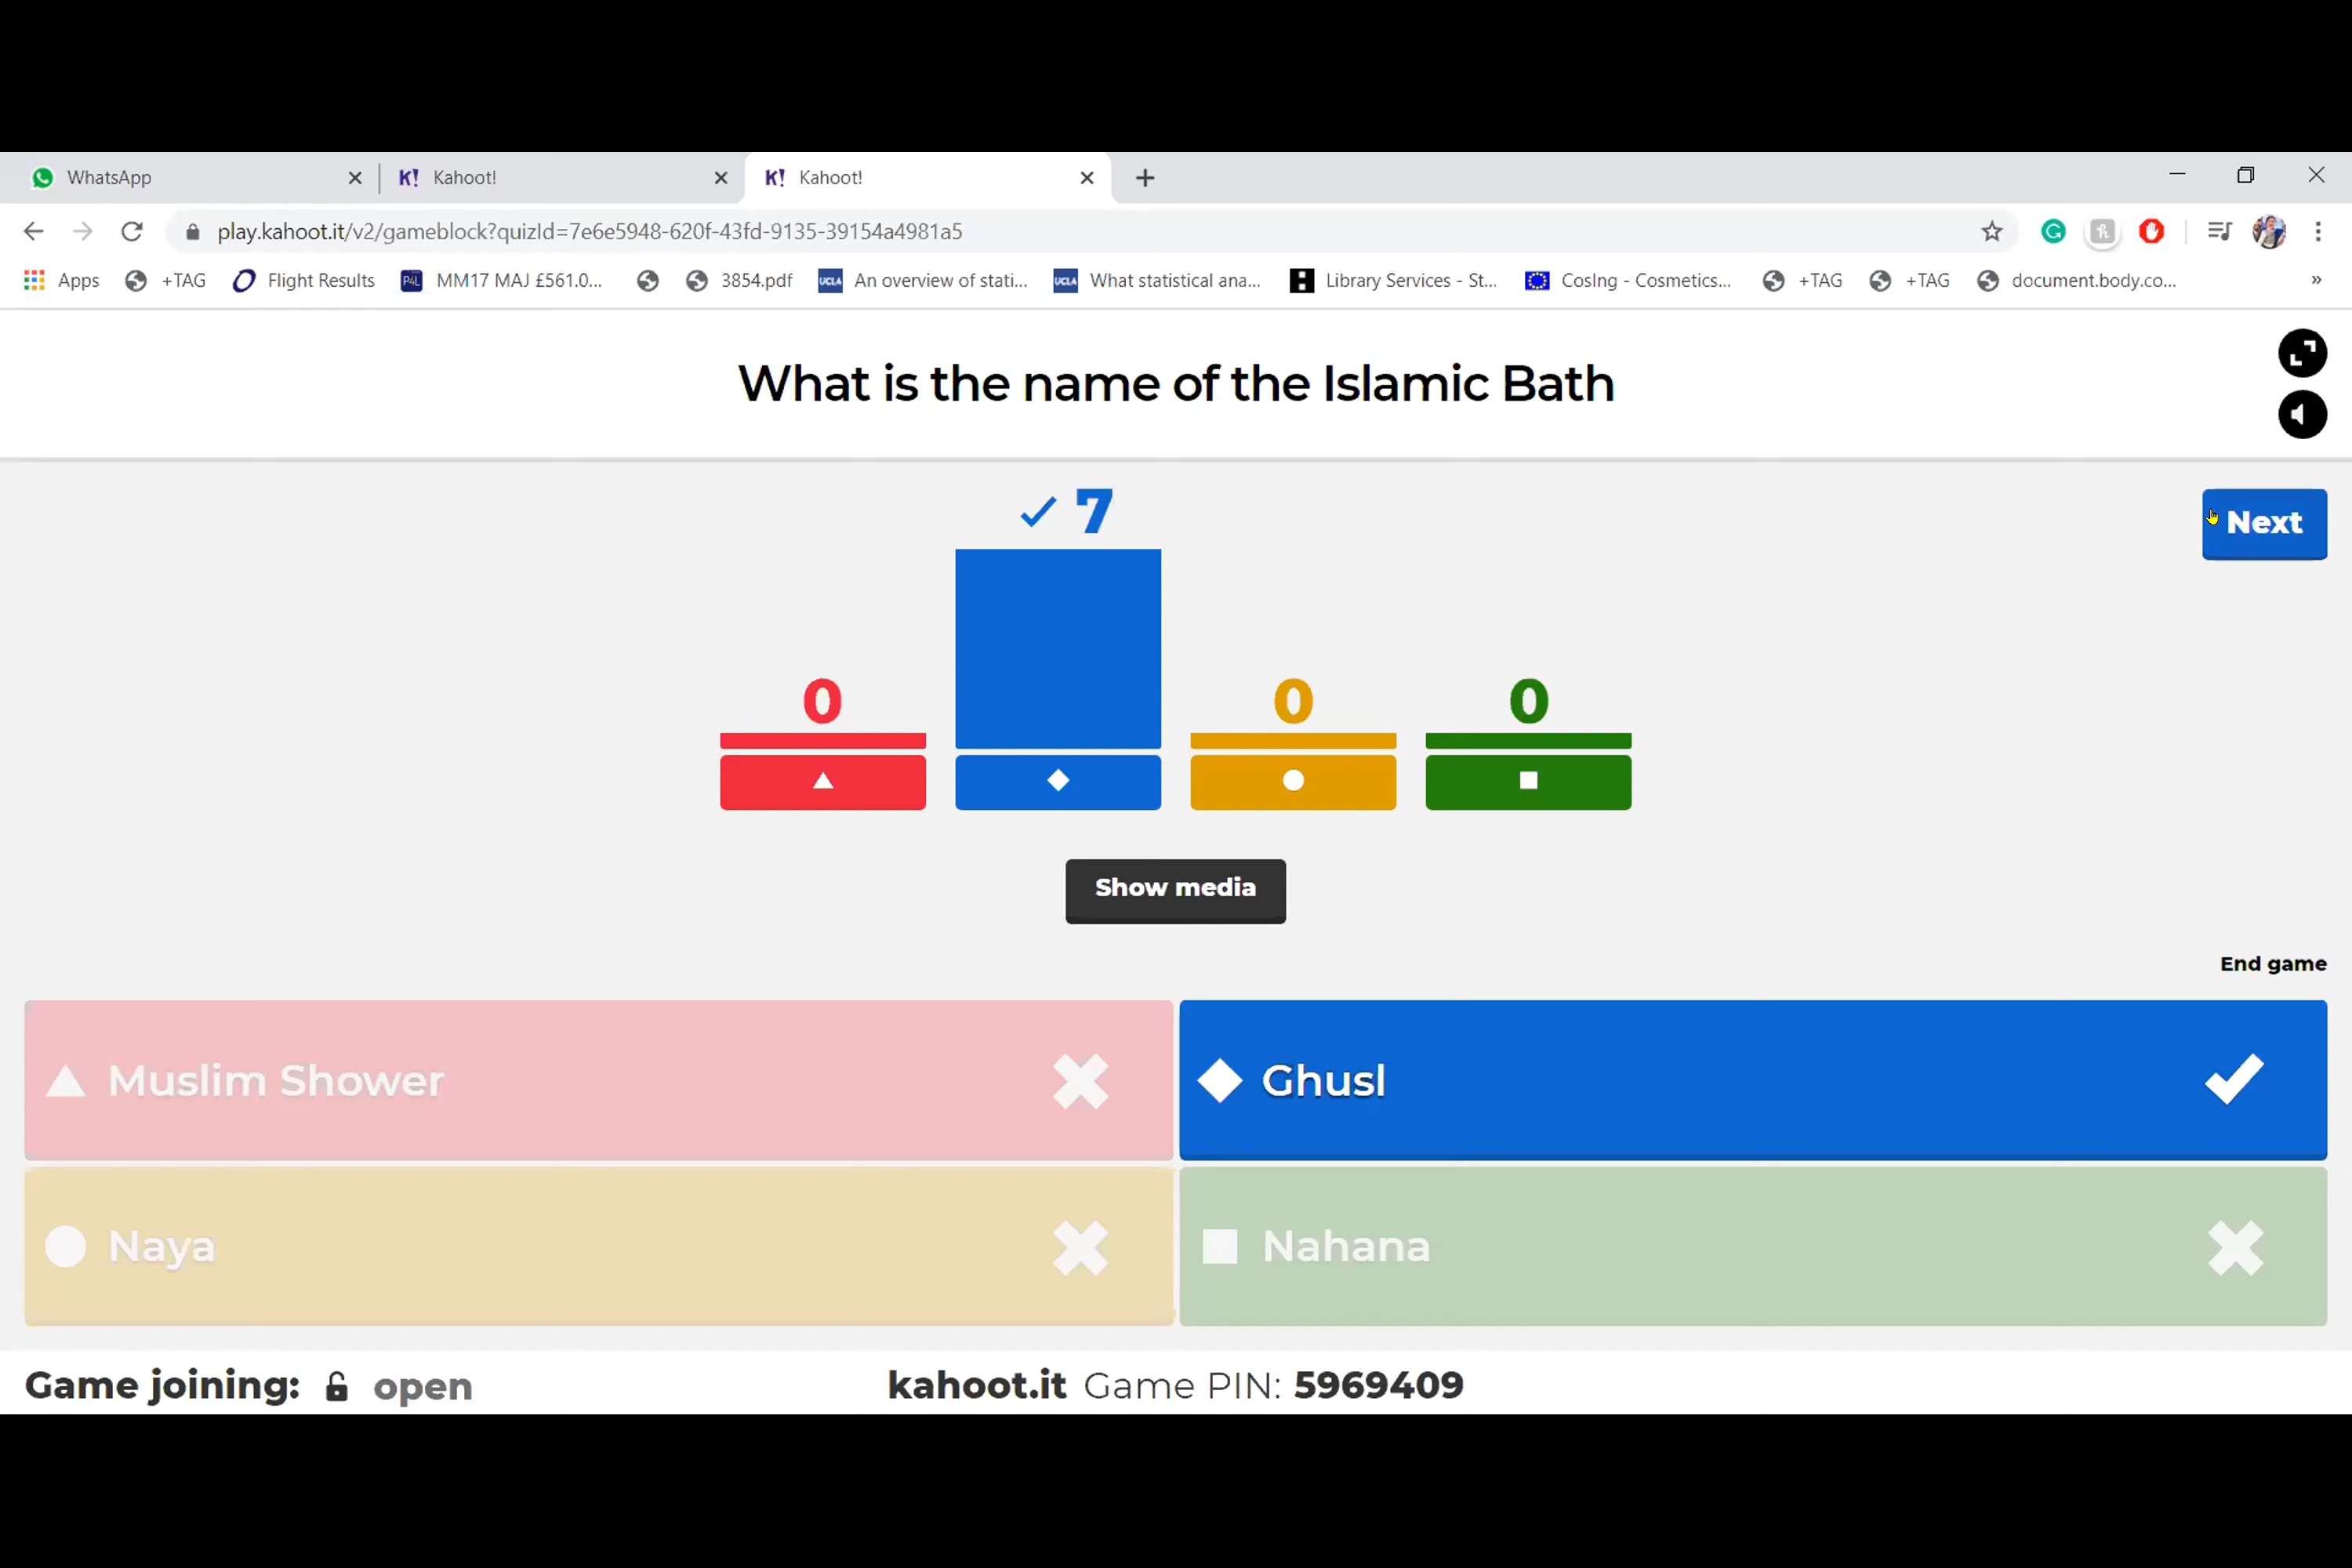 WhatsApp
K! Kahoot!
K! Kahoot!
play.kahoot.it/v2/gameblock?quizId=7e6e5948-620f-43fd-9135-39154a4981a5
Apps +TAG Flight Results P4L MM17 MAJ £561.0... 3854.pdf UCLA An overview of stati... UCLA What statistical ana... Library Services - St... CosIng - Cosmetics... +TAG +TAG document.body.co... »
What is the name of the Islamic Bath
7
Next
0
0
0
Show media
End game
Muslim Shower
Ghusl
Naya
Nahana
Game joining: open
kahoot.it Game PIN: 5969409